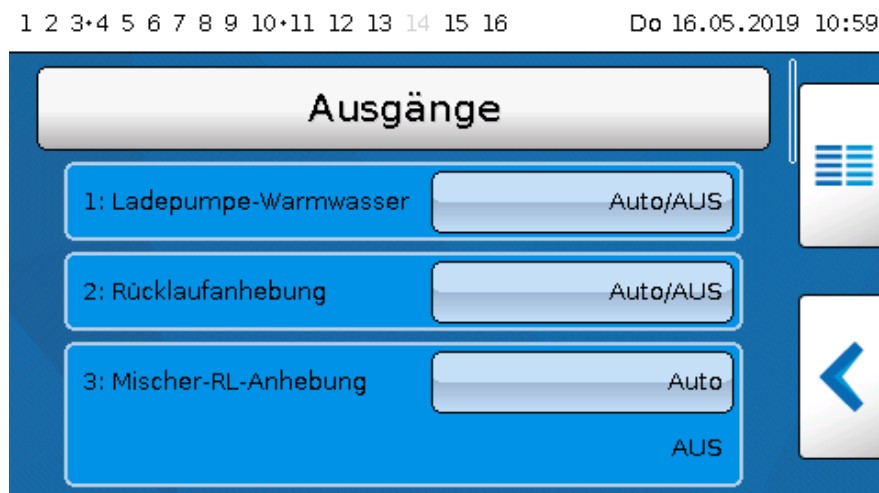 1 2 3•4 5 6 7 8 9 10•11 12 13 14 15 16 Do 16.05.2019 10:59
Ausgänge
1: Ladepumpe-Warmwasser Auto/AUS
2: Rücklaufanhebung Auto/AUS
3: Mischer-RL-Anhebung Auto
AUS